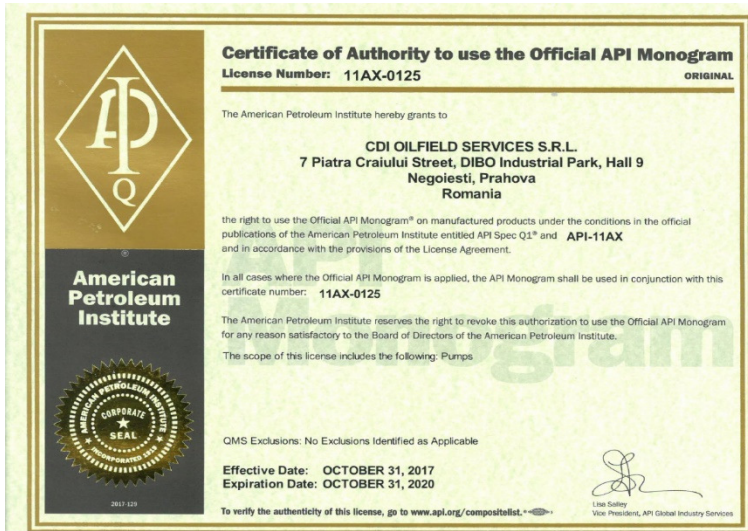 Certificate of Authority to use the Official API Monogram
License Number: 11AX-0125
ORIGINAL
The American Petroleum Institute hereby grants to
CDI OILFIELD SERVICES S.R.L.
7 Piatra Craiului Street, DIBO Industrial Park, Hall 9
Negoiesti, Prahova
Romania
the right to use the Official API Monogram® on manufactured products under the conditions in the official
publications of the American Petroleum Institute entitled API Spec Q1® and API-11AX
and in accordance with the provisions of the License Agreement.
In all cases where the Official API Monogram is applied, the API Monogram shall be used in conjunction with this
certificate number: 11AX-0125
The American Petroleum Institute reserves the right to revoke this authorization to use the Official API Monogram
for any reason satisfactory to the Board of Directors of the American Petroleum Institute.
The scope of this license includes the following: Pumps
QMS Exclusions: No Exclusions Identified as Applicable
Effective Date: OCTOBER 31, 2017
Expiration Date: OCTOBER 31, 2020
To verify the authenticity of this license, go to www.api.org/compositelist.
Lisa Salley
Vice President, API Global Industry Services
API
Q
®
American
Petroleum
Institute
AMERICAN PETROLEUM INSTITUTE
CORPORATE
SEAL
INCORPORATED 1919
2017-129
API
Monogram